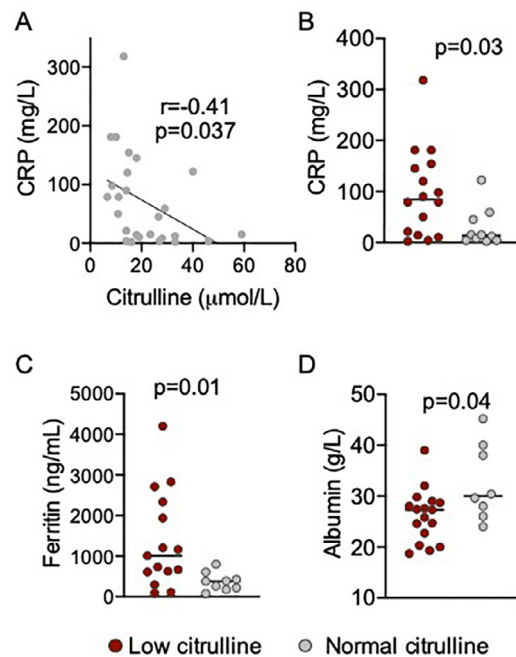 A
CRP (mg/L)
300
200
100
0
r=-0.41
p=0.037
0 20 40 60 80
Citrulline (μmol/L)
B
CRP (mg/L)
400
300
200
100
0
p=0.03
C
Ferritin (ng/mL)
5000
4000
3000
2000
1000
0
p=0.01
D
Albumin (g/L)
50
40
30
20
10
p=0.04
Low citrulline
Normal citrulline